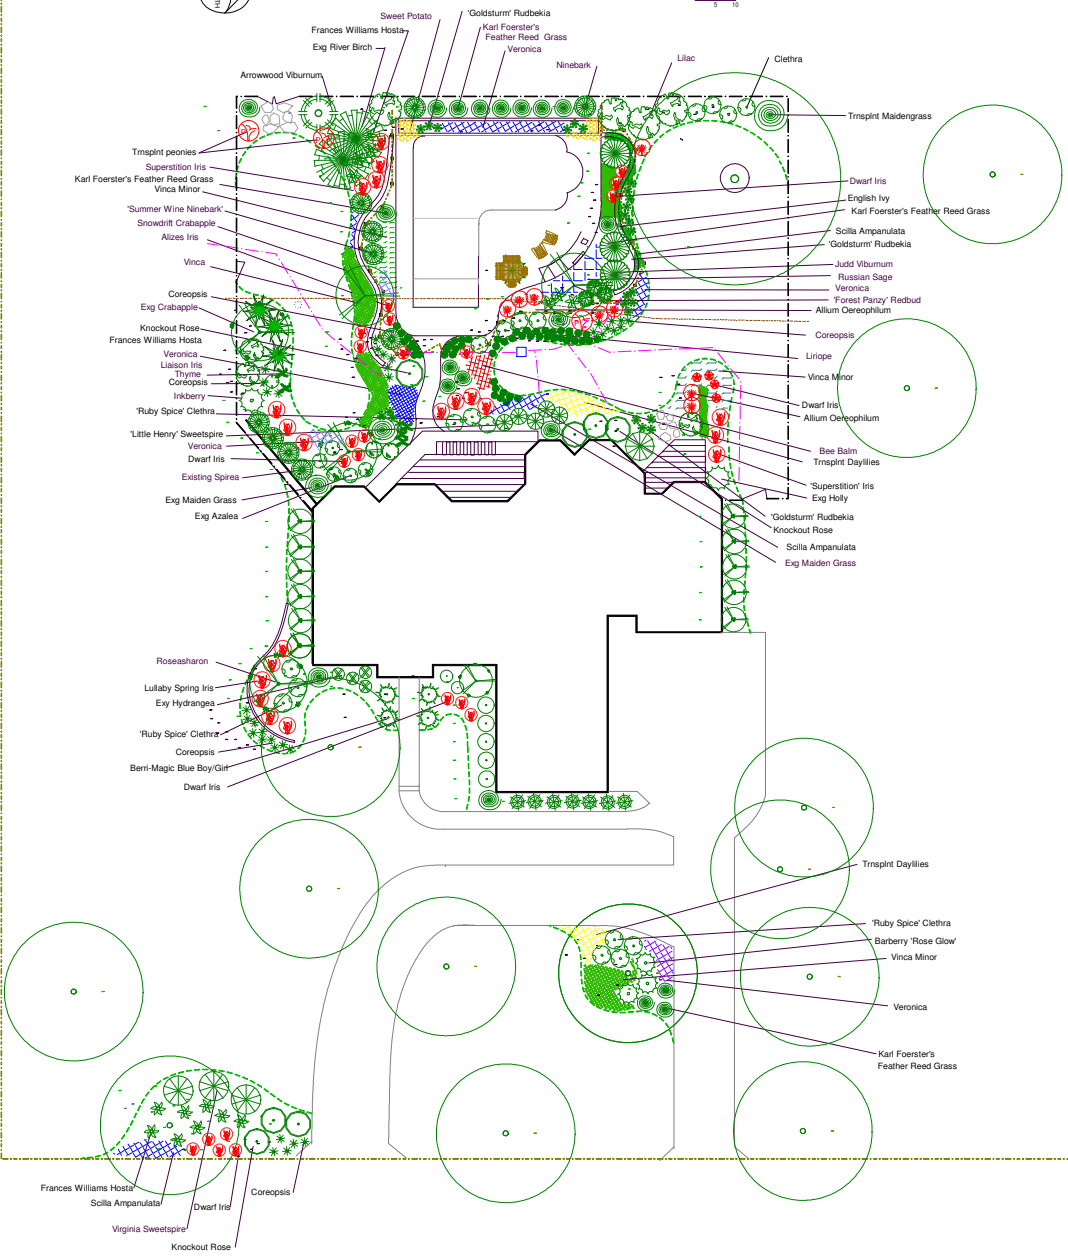 5 10
Sweet Potato
'Goldsturm' Rudbekia
Frances Williams Hosta
Karl Foerster's
Feather Reed Grass
Exg River Birch
Veronica
Ninebark
Lilac
Clethra
Arrowwood Viburnum
Trnsplnt Maidengrass
Trnsplnt peonies
Superstition Iris
Karl Foerster's Feather Reed Grass
Vinca Minor
'Summer Wine Ninebark'
Snowdrift Crabapple
Alizes Iris
Vinca
Coreopsis
Exg Crabapple
Knockout Rose
Frances Williams Hosta
Veronica
Liaison Iris
Thyme
Coreopsis
Inkberry
'Ruby Spice' Clethra
'Little Henry' Sweetspire
Veronica
Dwarf Iris
Existing Spirea
Exg Maiden Grass
Exg Azalea
Dwarf Iris
English Ivy
Karl Foerster's Feather Reed Grass
Scilla Ampanulata
'Goldsturm' Rudbekia
Judd Viburnum
Russian Sage
Veronica
'Forest Panzy' Redbud
Allium Oereophilum
Coreopsis
Liriope
Vinca Minor
Dwarf Iris
Allium Oereophilum
Bee Balm
Trnsplnt Daylilies
'Superstition' Iris
Exg Holly
'Goldsturm' Rudbekia
Knockout Rose
Scilla Ampanulata
Exg Maiden Grass
Roseasharon
Lullaby Spring Iris
Exy Hydrangea
'Ruby Spice' Clethra
Coreopsis
Berri-Magic Blue Boy/Girl
Dwarf Iris
Trnsplnt Daylilies
'Ruby Spice' Clethra
Barberry 'Rose Glow'
Vinca Minor
Veronica
Karl Foerster's
Feather Reed Grass
Frances Williams Hosta
Scilla Ampanulata
Dwarf Iris
Coreopsis
Virginia Sweetspire
Knockout Rose